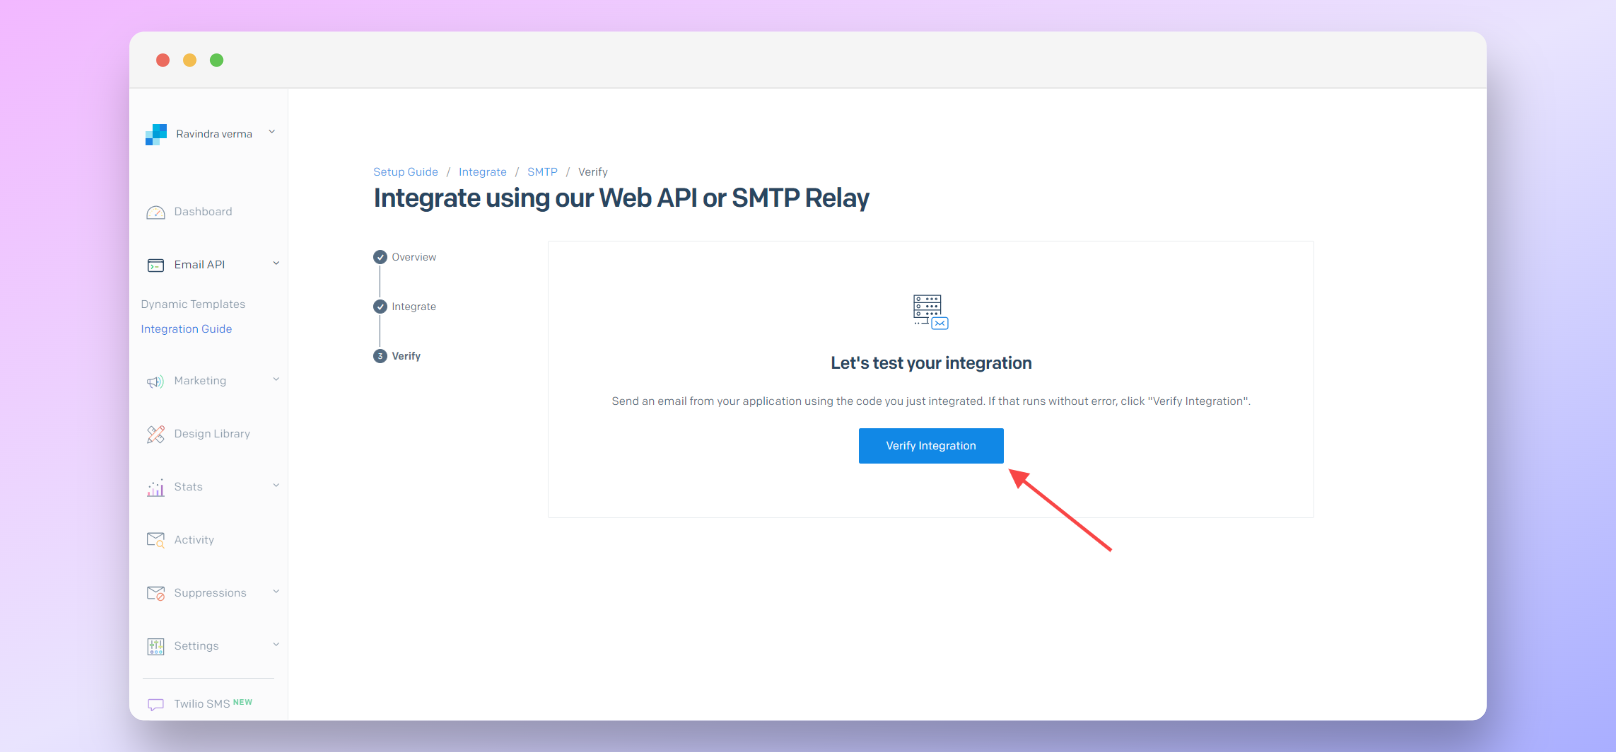 Ravindra verma
Dashboard
Email API
Dynamic Templates
Integration Guide
Marketing
Design Library
Stats
Activity
Suppressions
Settings
Twilio SMS NEW
Setup Guide / Integrate / SMTP / Verify
Integrate using our Web API or SMTP Relay
Overview
Integrate
3 Verify
Let's test your integration
Send an email from your application using the code you just integrated. If that runs without error, click "Verify Integration".
Verify Integration